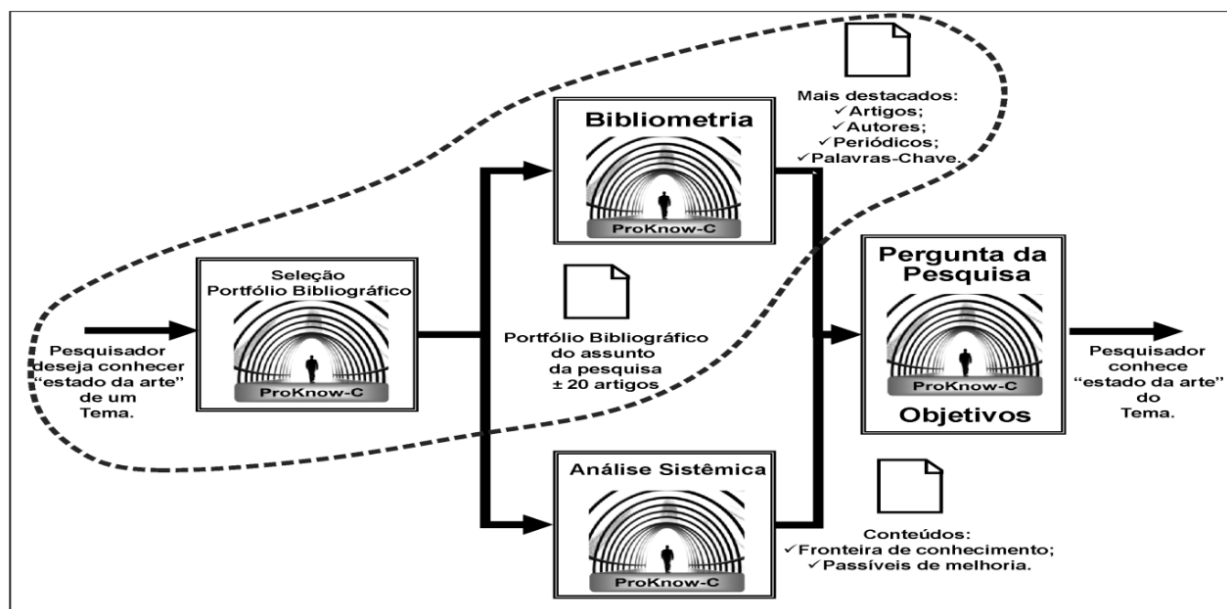 Pesquisador
deseja conhecer
“estado da arte”
de um
Tema.
Seleção
Portfólio Bibliográfico
ProKnow-C
Bibliometria
ProKnow-C
Mais destacados:
✓Artigos;
✓Autores;
✓Periódicos;
✓Palavras-Chave.
Portfólio Bibliográfico
do assunto
da pesquisa
± 20 artigos
Análise Sistêmica
ProKnow-C
Conteúdos:
✓Fronteira de conhecimento;
✓Passíveis de melhoria.
Pergunta da
Pesquisa
ProKnow-C
Objetivos
Pesquisador
conhece
“estado da arte”
do
Tema.